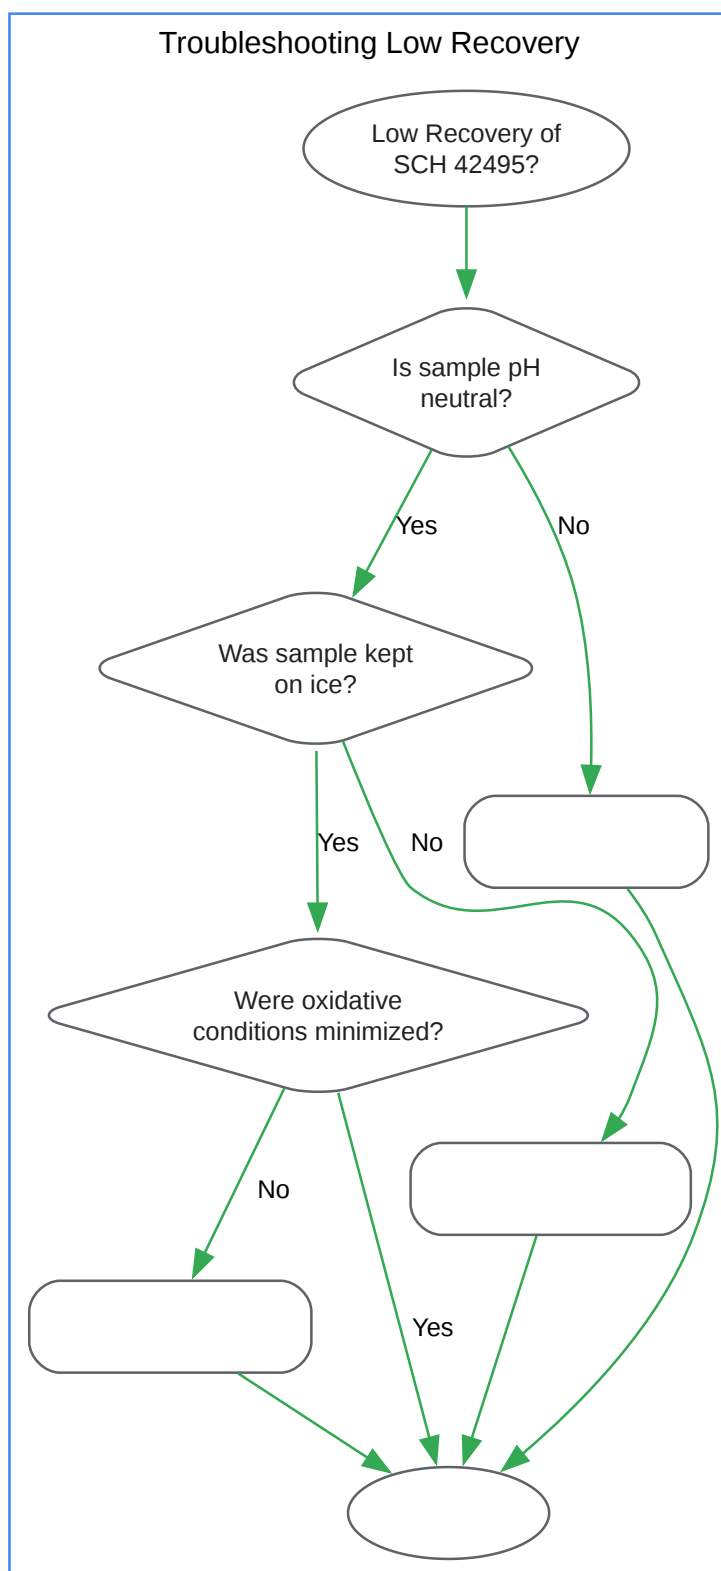 Troubleshooting Low Recovery
Low Recovery of
SCH 42495?
Is sample pH
neutral?
Yes
No
Was sample kept
on ice?
Yes
No
Were oxidative
conditions minimized?
No
Yes